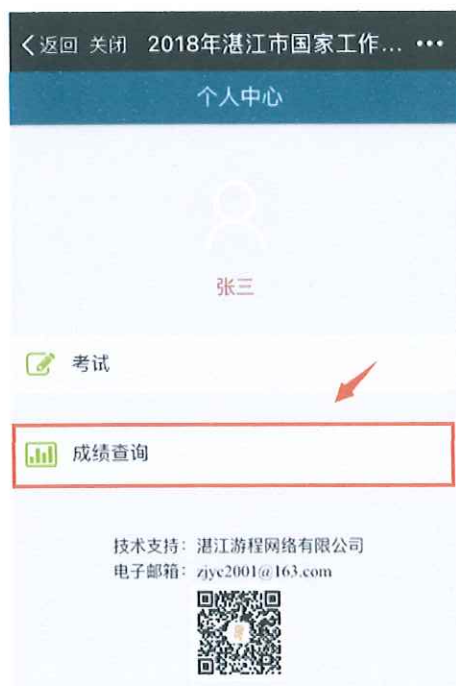 返回 关闭 2018年湛江市国家工作...
个人中心
张三
考试
成绩查询
技术支持：湛江游程网络有限公司
电子邮箱：zjyc2001@163.com